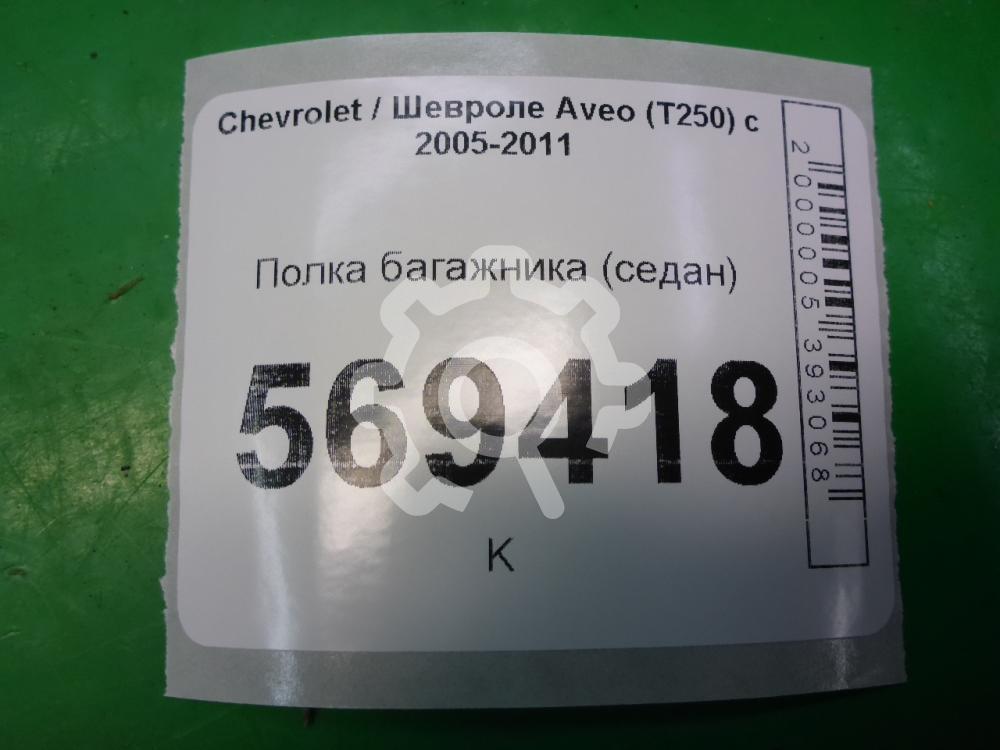 Chevrolet / Шевроле Aveo (T250) с
2005-2011
Полка багажника (седан)
569418
К
2000005393068